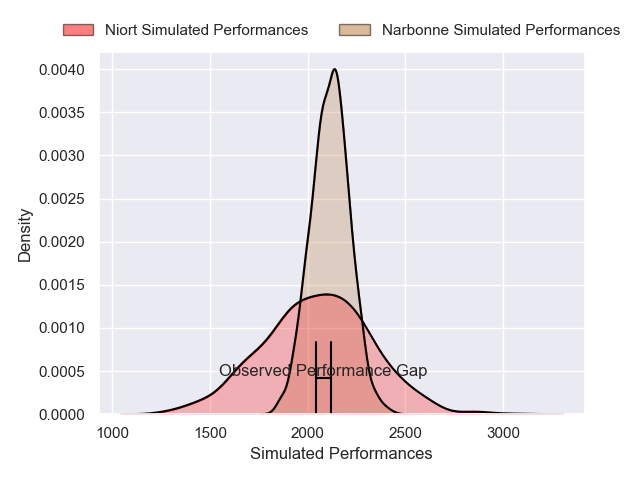 Niort Simulated Performances
Narbonne Simulated Performances
0.0040
0.0035
0.0030
0.0025
0.0020
0.0015
0.0010
0.0005
0.0000
Density
Observed Performance Gap
1000
1500
2000
2500
3000
Simulated Performances